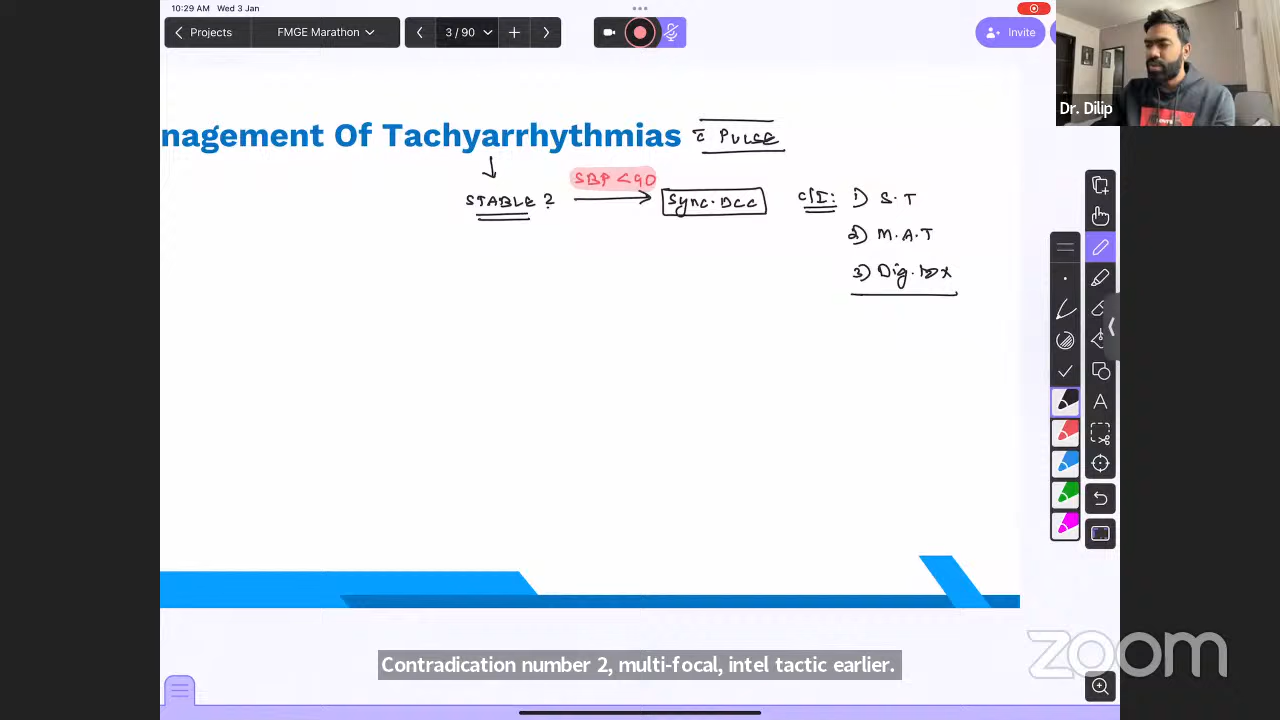 10:29 AM Wed 3 Jan
Projects FMGE Marathon 3 / 90 Invite
Dr. Dilip
nagement Of Tachyarrhythmias c̄ PULSE
STABLE ? SBP <90 Sync. DCC C/I: 1) S.T
2) M.A.T
3) Dig. tox
A
Contradication number 2, multi-focal, intel tactic earlier.
zoom